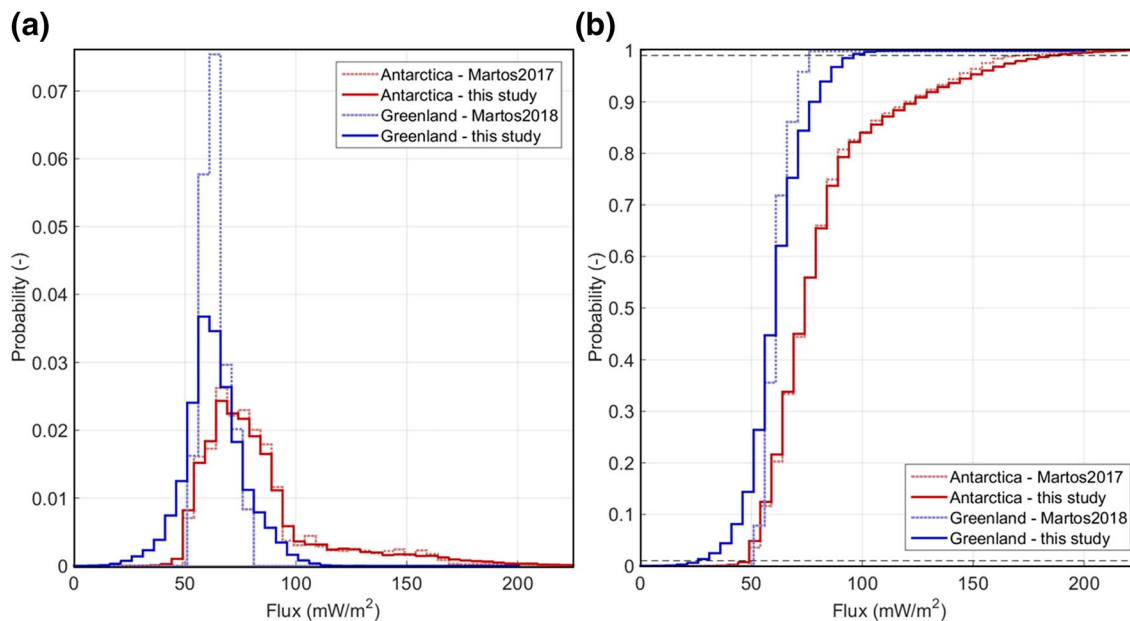 (a)
Probability (-)
0.07
0.06
0.05
0.04
0.03
0.02
0.01
0
0
50
100
150
200
Flux (mW/m²)
Antarctica - Martos2017
Antarctica - this study
Greenland - Martos2018
Greenland - this study
(b)
Probability (-)
1
0.9
0.8
0.7
0.6
0.5
0.4
0.3
0.2
0.1
0
0
50
100
150
200
Flux (mW/m²)
Antarctica - Martos2017
Antarctica - this study
Greenland - Martos2018
Greenland - this study